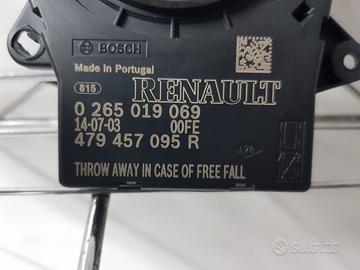 BOSCH
Made in Portugal
815
RENAULT
0 265 019 069
14-07-03 00FE
479 457 095 R
THROW AWAY IN CASE OF FREE FALL
subito